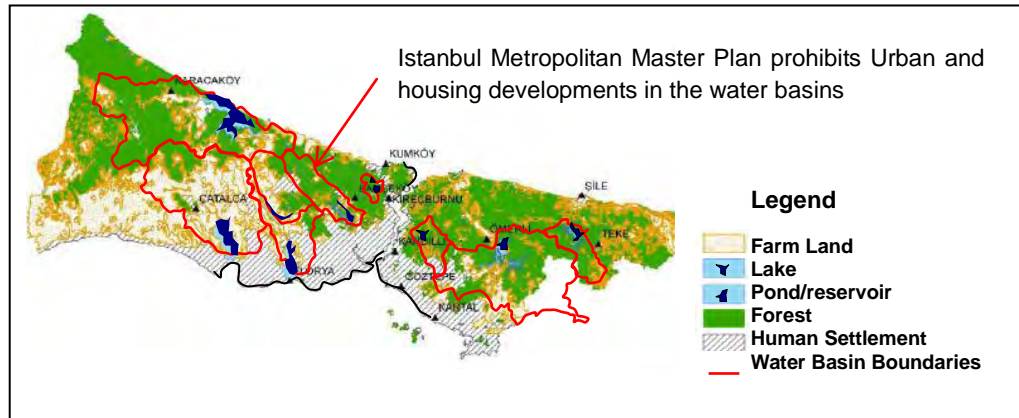 Istanbul Metropolitan Master Plan prohibits Urban and
housing developments in the water basins
KARACAKÖY
KUMKÖY
KİREÇBURNU
ŞİLE
ÇATALCA
ÖMERLİ
TEKE
KANDİLLİ
GÖZTEPE
KARTAL
Legend
Farm Land
Lake
Pond/reservoir
Forest
Human Settlement
Water Basin Boundaries